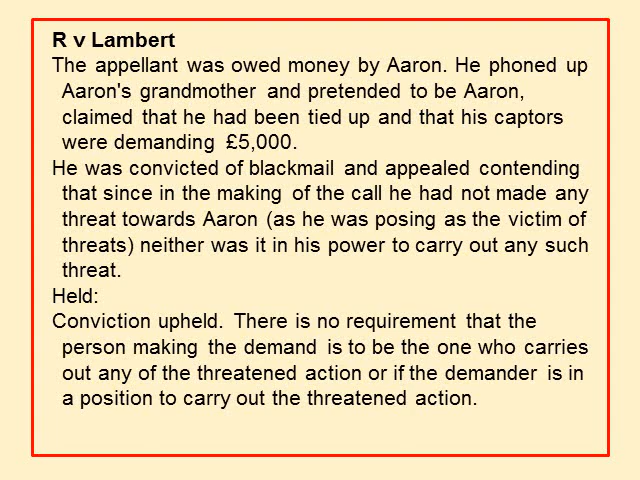 R v Lambert
The appellant was owed money by Aaron. He phoned up
Aaron's grandmother and pretended to be Aaron,
claimed that he had been tied up and that his captors
were demanding £5,000.
He was convicted of blackmail and appealed contending
that since in the making of the call he had not made any
threat towards Aaron (as he was posing as the victim of
threats) neither was it in his power to carry out any such
threat.
Held:
Conviction upheld. There is no requirement that the
person making the demand is to be the one who carries
out any of the threatened action or if the demander is in
a position to carry out the threatened action.